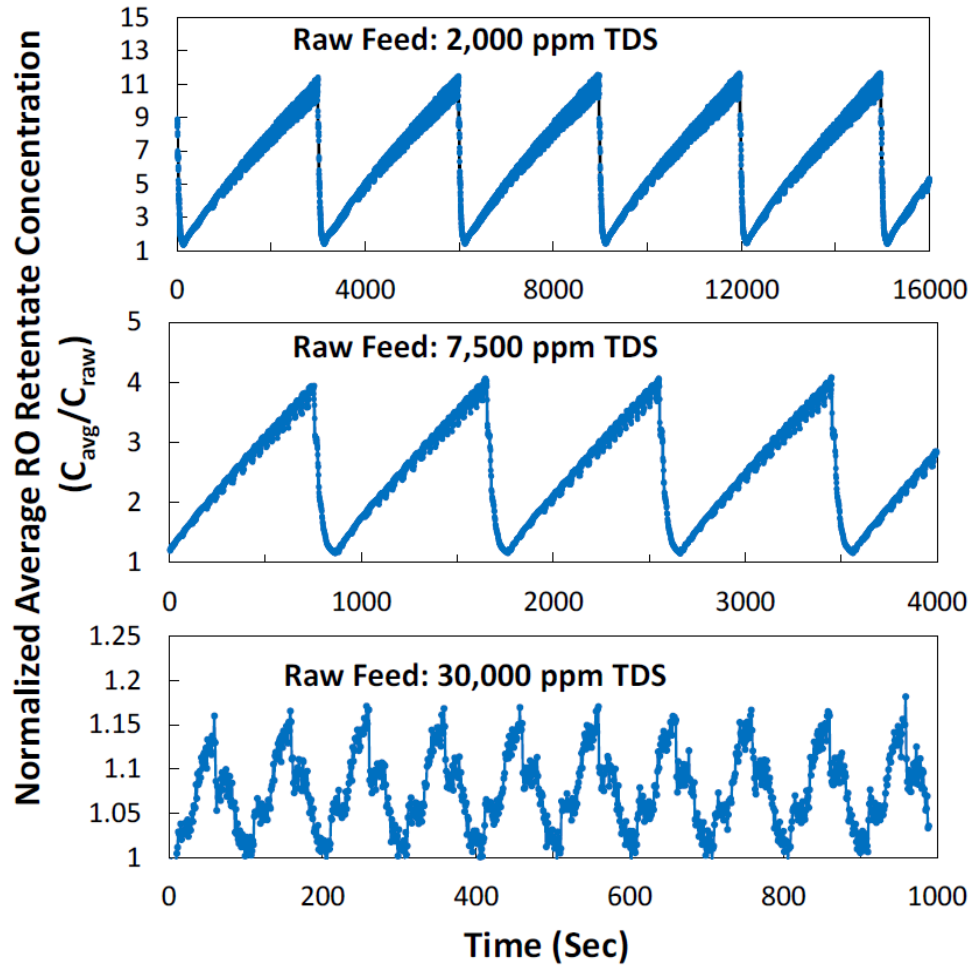 Normalized Average RO Retentate Concentration
(C_avg/C_raw)
Raw Feed: 2,000 ppm TDS
15
13
11
9
7
5
3
1
0 4000 8000 12000 16000
Raw Feed: 7,500 ppm TDS
5
4
3
2
1
0 1000 2000 3000 4000
Raw Feed: 30,000 ppm TDS
1.25
1.2
1.15
1.10
1.05
1
0 200 400 600 800 1000
Time (Sec)